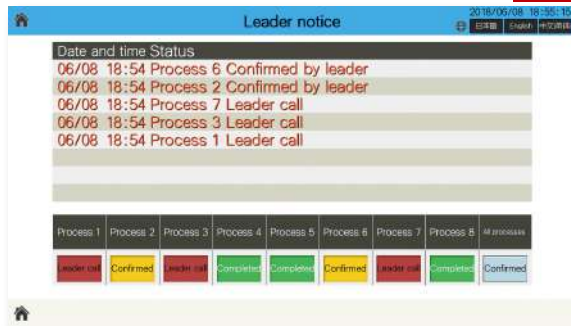 2018/06/08 18:55:15
Leader notice
日本語 English 中文(简体)
Date and time Status
06/08 18:54 Process 6 Confirmed by leader
06/08 18:54 Process 2 Confirmed by leader
06/08 18:54 Process 7 Leader call
06/08 18:54 Process 3 Leader call
06/08 18:54 Process 1 Leader call
Process 1 Process 2 Process 3 Process 4 Process 5 Process 6 Process 7 Process 8 All processes
Leader call Confirmed Leader call Completed Completed Confirmed Leader call Completed Confirmed